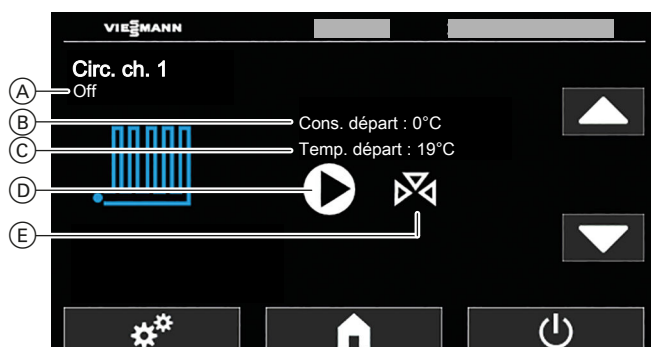 VIESMANN
Circ. ch. 1
A Off
B Cons. départ : 0°C
C Temp. départ : 19°C
D
E